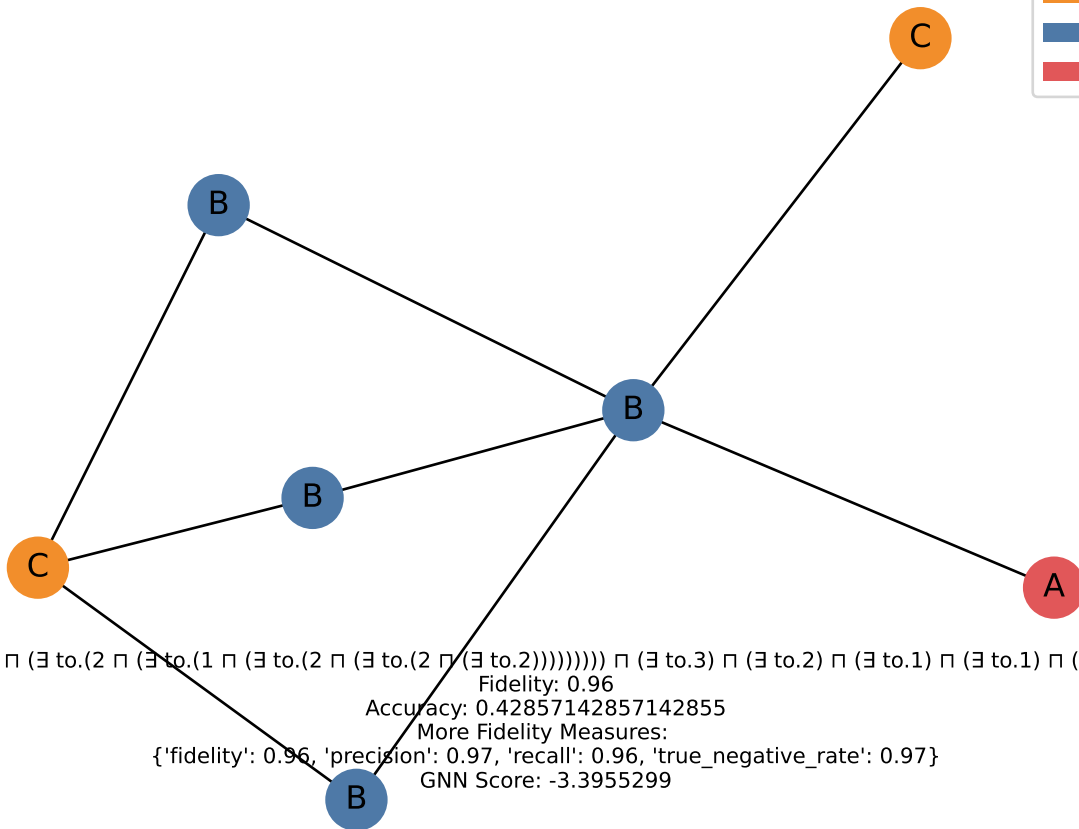 C
B
B
B
C
A
⊓ (∃ to.(2 ⊓ (∃ to.(1 ⊓ (∃ to.(2 ⊓ (∃ to.(2 ⊓ (∃ to.2))))))))) ⊓ (∃ to.3) ⊓ (∃ to.2) ⊓ (∃ to.1) ⊓ (∃ to.1) ⊓ (
Fidelity: 0.96
Accuracy: 0.42857142857142855
More Fidelity Measures:
{'fidelity': 0.96, 'precision': 0.97, 'recall': 0.96, 'true_negative_rate': 0.97}
GNN Score: -3.3955299
B